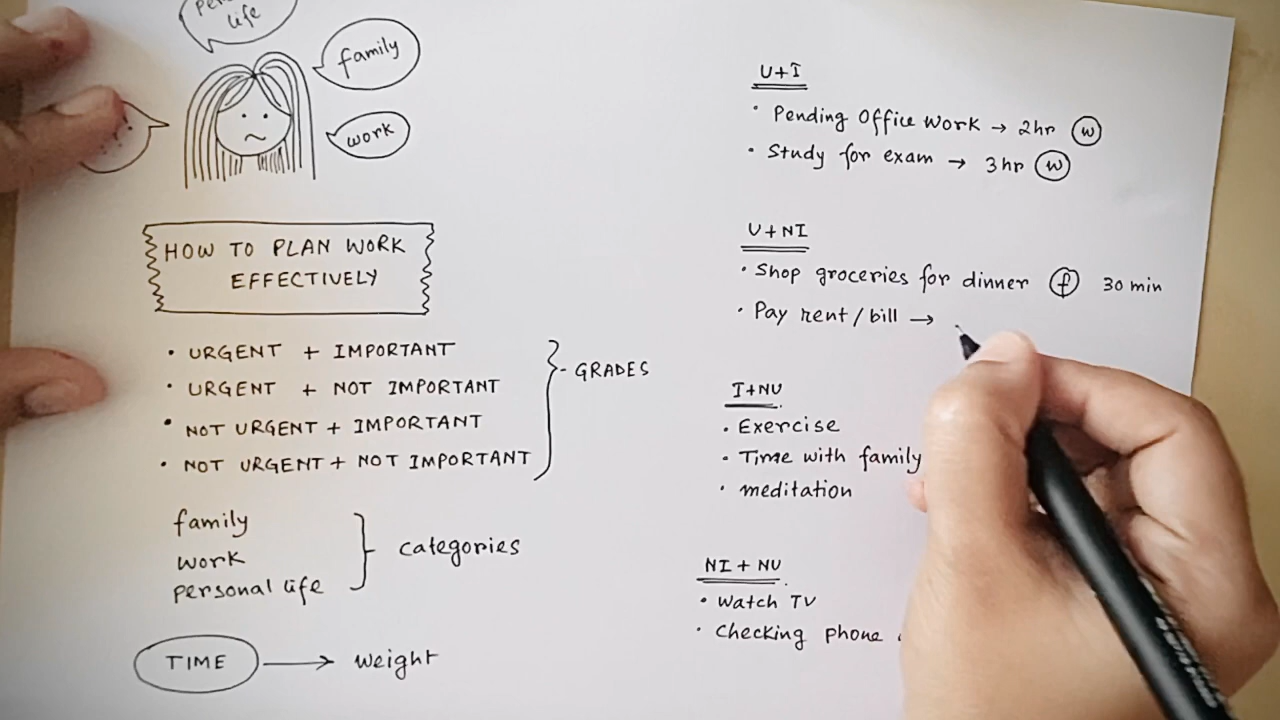 life
family
work
HOW TO PLAN WORK
EFFECTIVELY
• URGENT + IMPORTANT
• URGENT + NOT IMPORTANT
• NOT URGENT + IMPORTANT
• NOT URGENT + NOT IMPORTANT
- GRADES
family
work
personal life
categories
TIME → weight
U+I
• Pending Office Work → 2hr W
• Study for exam → 3hr W
U+NI
• Shop groceries for dinner f 30 min
• Pay rent/bill →
I+NU.
• Exercise
• Time with family
• meditation
NI + NU.
• Watch TV
• Checking phone